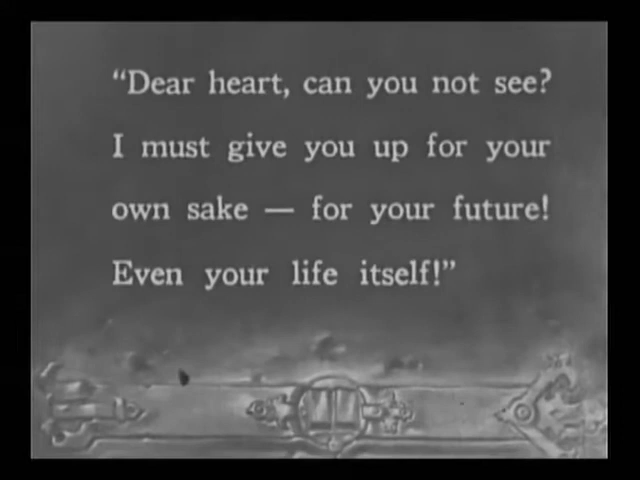 “Dear heart, can you not see?
I must give you up for your
own sake — for your future!
Even your life itself!”